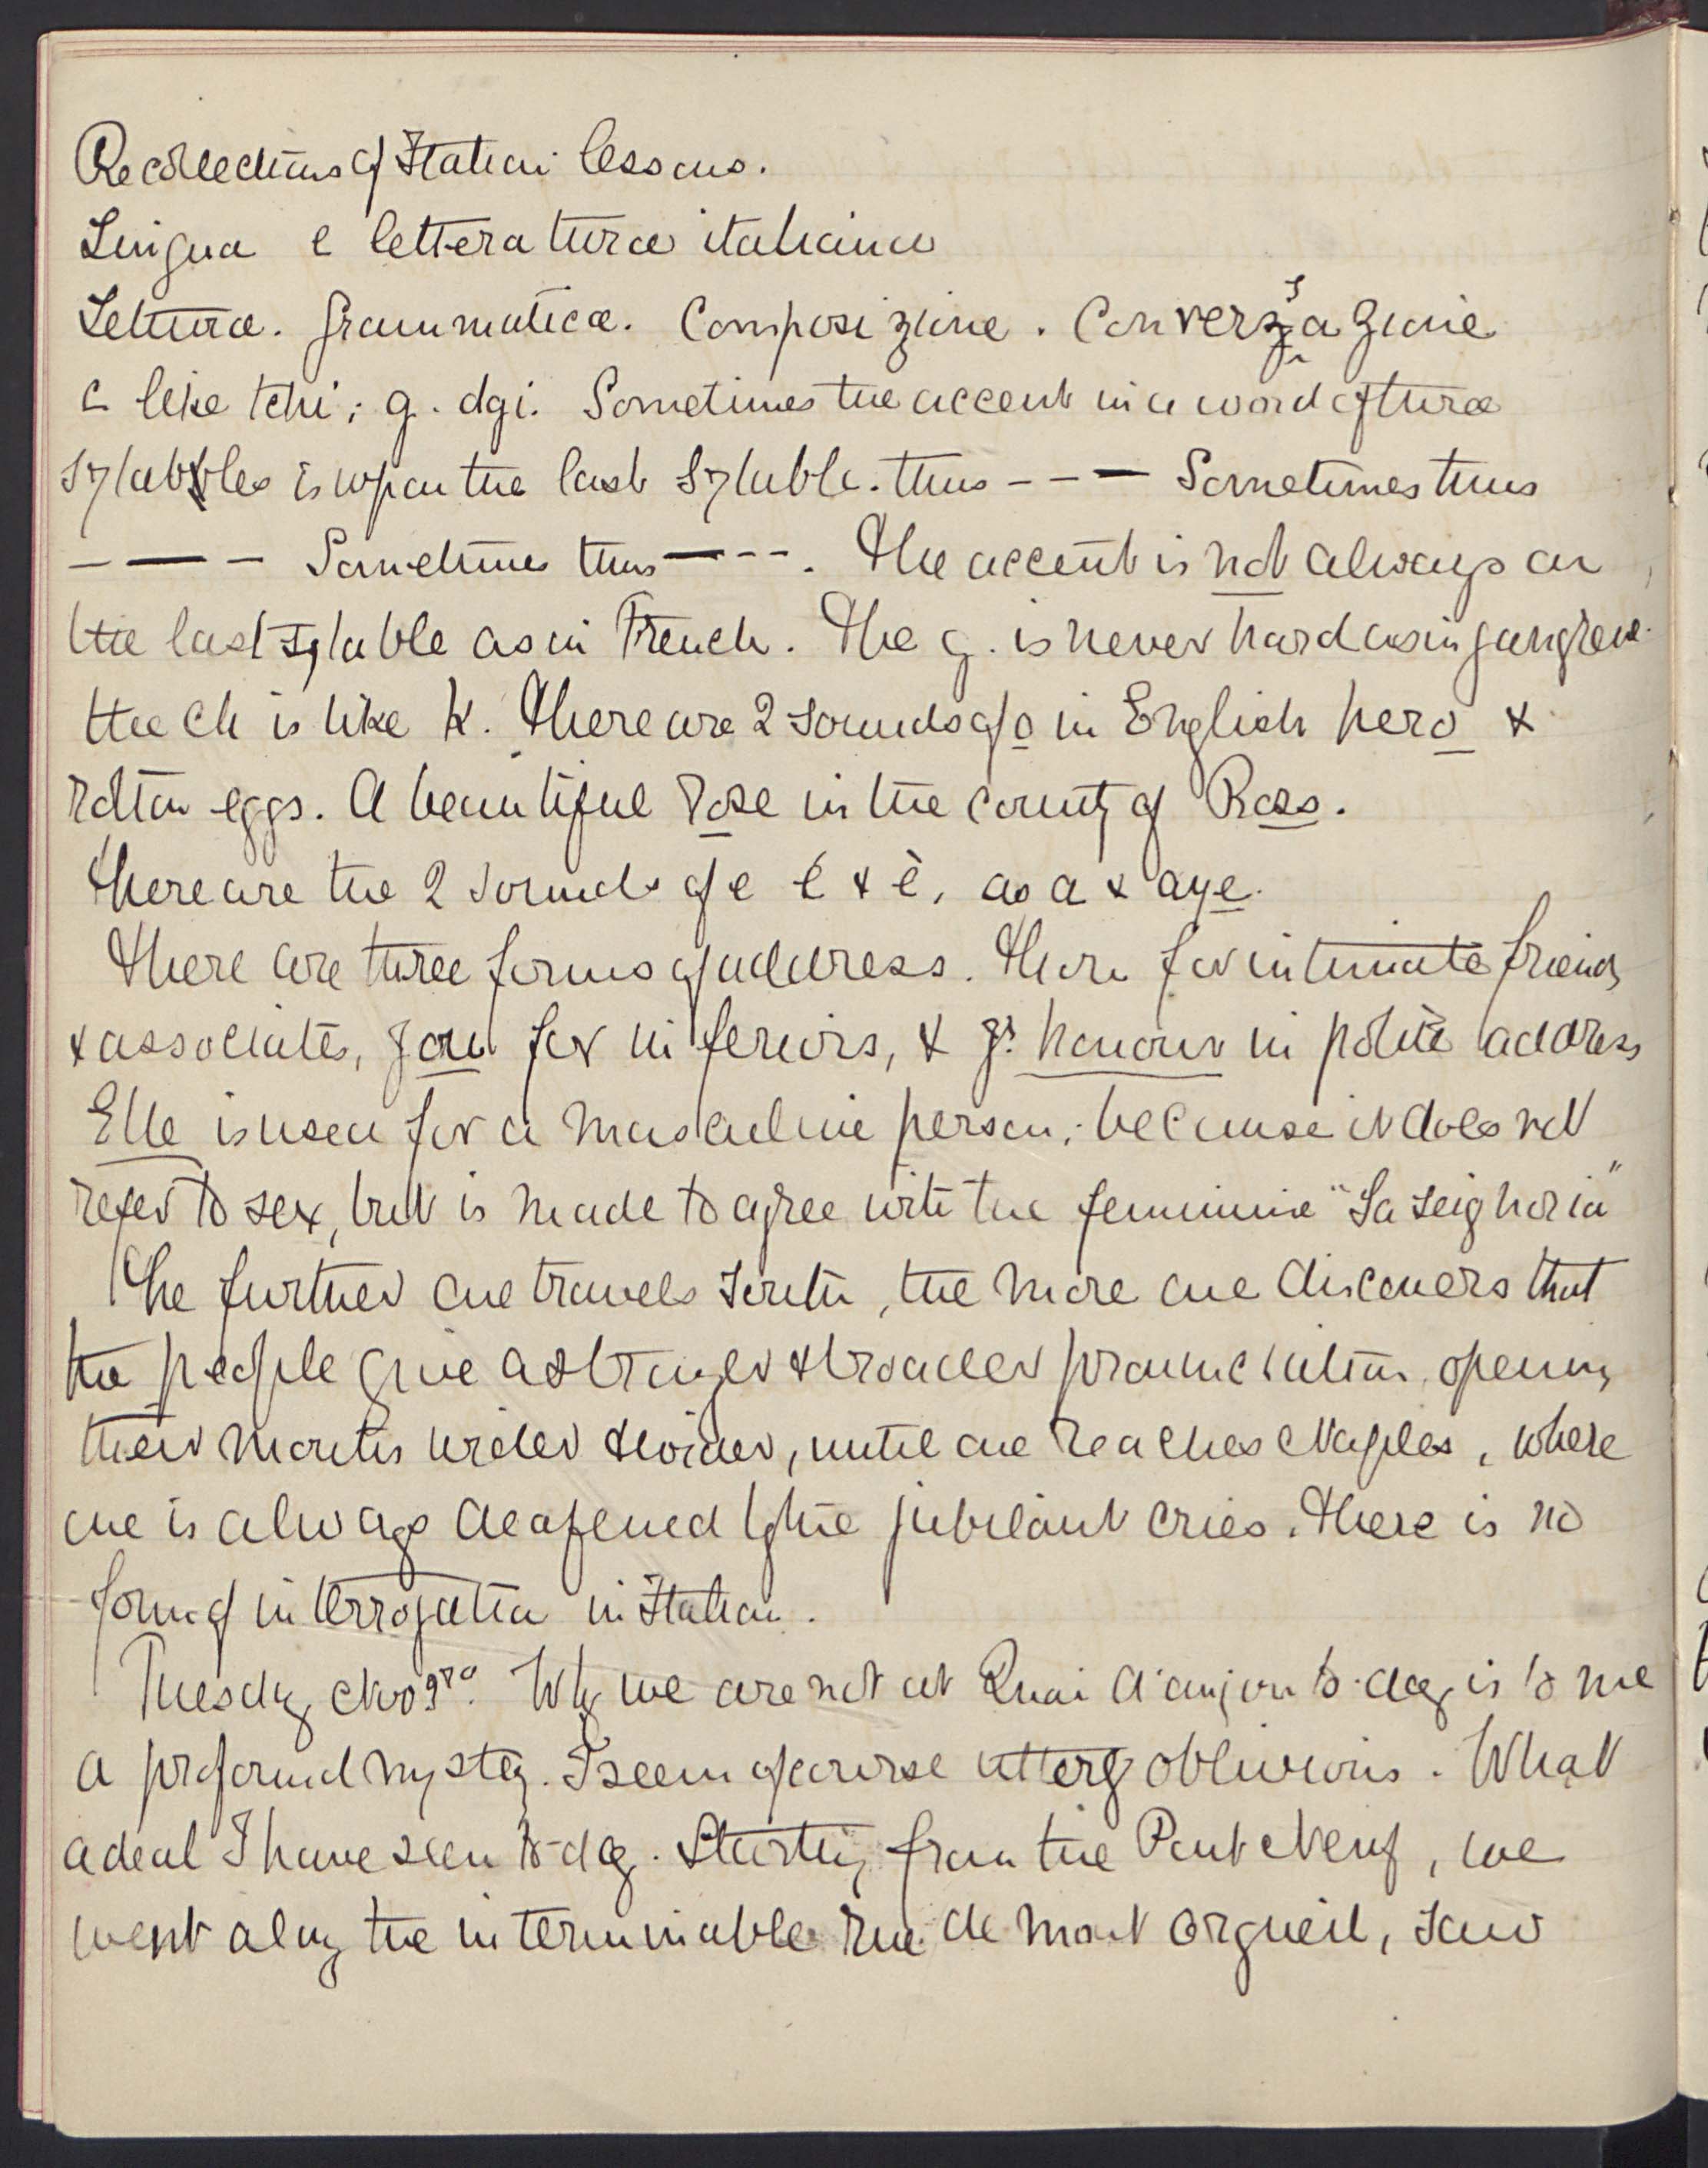 Recollections of Italian lessons.
Lingua e letteratura italiana
Lettura. Grammatica. Composizione. Conversazione
c like tchi; g. dgi. Sometimes the accent in a word of three
sylables is upon the last sylable. thus - - — Sometimes thus
- — - Sometimes thus — - -. The accent is not always on
the last sylable as in French. The g. is never hard as in gangrene.
the ch is like K. There are 2 sounds of o in English hero &
rotten eggs. A beautiful rose in the county of Ross.
There are the 2 sounds of e é & è, as a & aye.
There are three forms of address. Thou for intimate friends
& associates, you for inferiors, & yr. honour in polite address
Elle is used for a masculine person; because it does not
refer to sex, but is made to agree with the feminine "La seignoria"
The further one travels south, the more one discovers that
the people give a stronger & broader pronunciation, opening
their mouths wider & wider, until one reaches Naples, where
one is always deafened by the jubilant cries. There is no
form of interrogation in Italian.
Tuesday, Nov 3rd. Why we are not at Quai d'anjou to-day, is to me
a profound mystery. I seem of course utterly oblivious. What
a deal I have seen to-day. Starting from the Pont Neuf, we
went along the interminable rue de Mont orgueil, saw